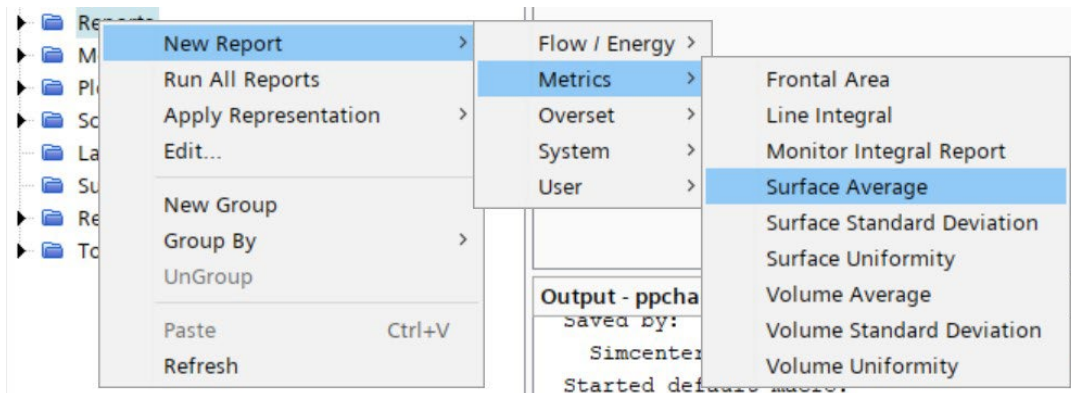 Reports
New Report
Run All Reports
Apply Representation
Edit...
New Group
Group By
UnGroup
Paste Ctrl+V
Refresh
Flow / Energy
Metrics
Overset
System
User
Frontal Area
Line Integral
Monitor Integral Report
Surface Average
Surface Standard Deviation
Surface Uniformity
Volume Average
Volume Standard Deviation
Volume Uniformity
Output - ppcha
Saved by:
Simcenter
Started default macro: